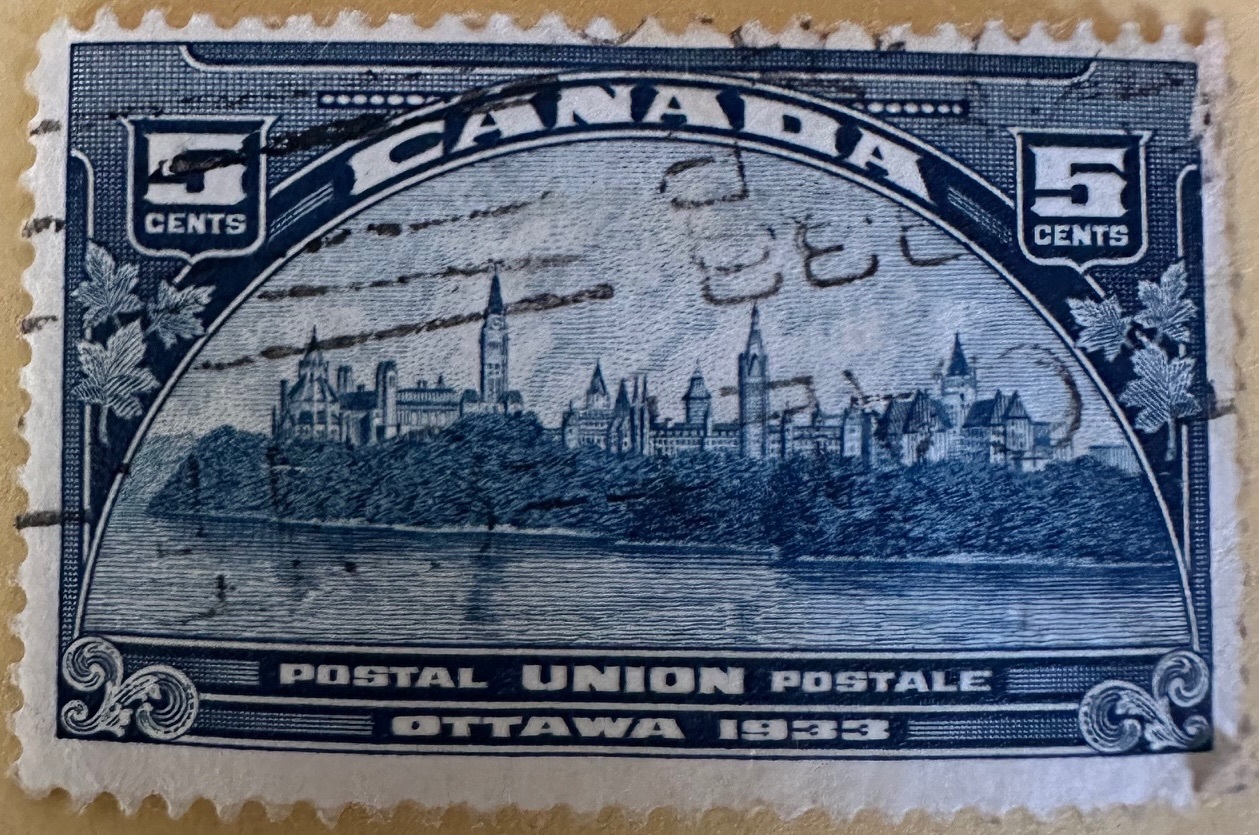 CANADA
5 5
CENTS CENTS
POSTAL UNION POSTALE
OTTAWA 1933